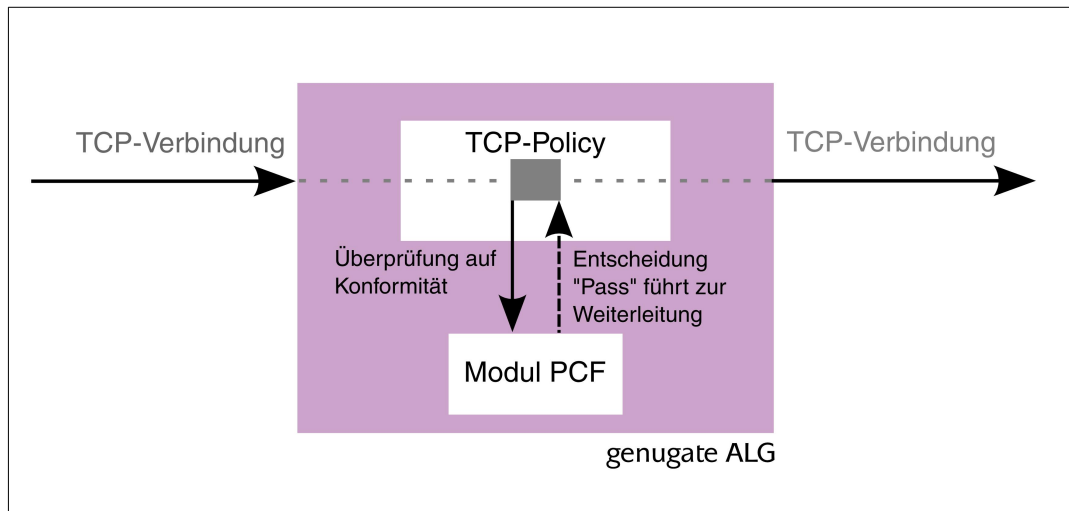 TCP-Verbindung
TCP-Policy
TCP-Verbindung
Überprüfung auf
Konformität
Entscheidung
"Pass" führt zur
Weiterleitung
Modul PCF
genugate ALG